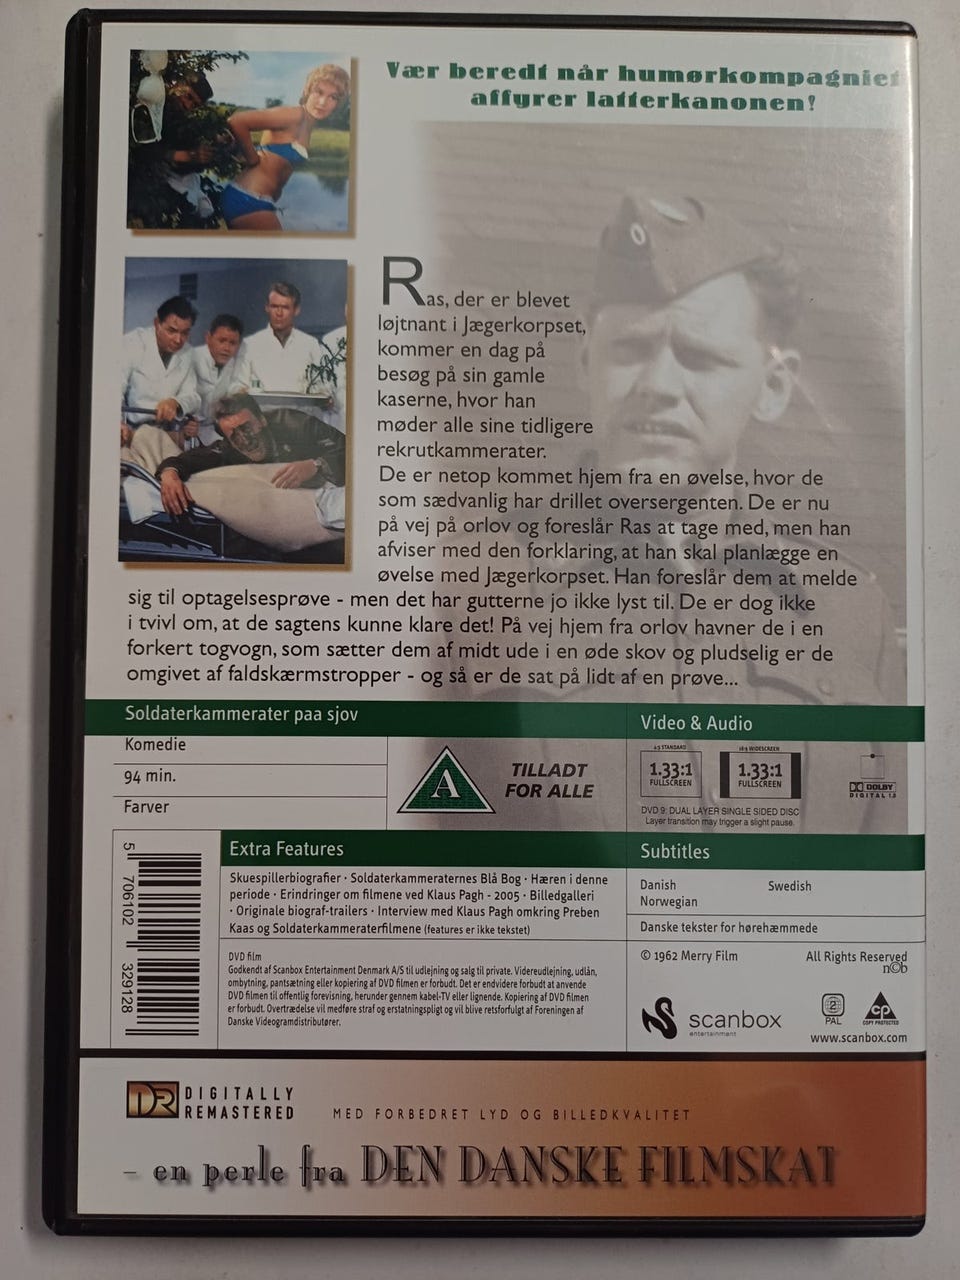 Vær beredt når humørkompagniet
affyrer latterkanonen!
Ras, der er blevet
løjtnant i Jægerkorpset,
kommer en dag på
besøg på sin gamle
kaserne, hvor han
møder alle sine tidligere
rekrutkammerater.
De er netop kommet hjem fra en øvelse, hvor de
som sædvanlig har drillet oversergenten. De er nu
på vej på orlov og foreslår Ras at tage med, men han
afviser med den forklaring, at han skal planlægge en
øvelse med Jægerkorpset. Han foreslår dem at melde
sig til optagelsesprøve - men det har gutterne jo ikke lyst til. De er dog ikke
i tvivl om, at de sagtens kunne klare det! På vej hjem fra orlov havner de i en
forkert togvogn, som sætter dem af midt ude i en øde skov og pludselig er de
omgivet af faldskærmstropper - og så er de sat på lidt af en prøve...
Soldaterkammerater paa sjov
Komedie
94 min.
Farver
A
TILLADT
FOR ALLE
Video & Audio
4:3 STANDARD
1.33:1
FULLSCREEN
16:9 WIDESCREEN
1.33:1
FULLSCREEN
DOLBY
DIGITAL 1.0
DVD 9: DUAL LAYER SINGLE SIDED DISC
Layer transition may trigger a slight pause.
5 706102 329128
Extra Features
Skuespillerbiografier · Soldaterkammeraternes Blå Bog · Hæren i denne
periode · Erindringer om filmene ved Klaus Pagh - 2005 · Billedgalleri
· Originale biograf-trailers · Interview med Klaus Pagh omkring Preben
Kaas og Soldaterkammeraterfilmene (features er ikke tekstet)
Subtitles
Danish Swedish
Norwegian
Danske tekster for hørehæmmede
DVD film
Godkendt af Scanbox Entertainment Denmark A/S til udlejning og salg til private. Videreudlejning, udlån,
ombytning, pantsætning eller kopiering af DVD filmen er forbudt. Det er endvidere forbudt at anvende
DVD filmen til offentlig forevisning, herunder gennem kabel-TV eller lignende. Kopiering af DVD filmen
er forbudt. Overtrædelse vil medføre straf og erstatningspligt og vil blive retsforfulgt af Foreningen af
Danske Videogramdistributører.
© 1962 Merry Film
All Rights Reserved
n©b
scanbox
entertainment
2
PAL
CP
COPY PROTECTED
www.scanbox.com
DR
DIGITALLY
REMASTERED
MED FORBEDRET LYD OG BILLEDKVALITET
– en perle fra DEN DANSKE FILMSKAT